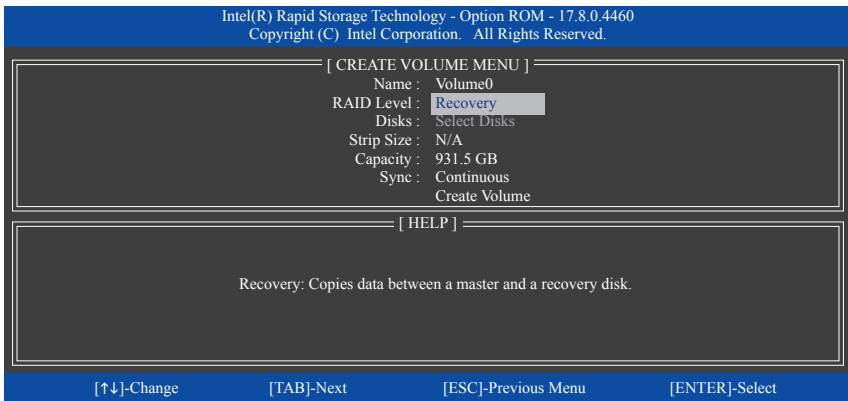 Intel(R) Rapid Storage Technology - Option ROM - 17.8.0.4460
Copyright (C) Intel Corporation. All Rights Reserved.
[ CREATE VOLUME MENU ]
Name : Volume0
RAID Level : Recovery
Disks : Select Disks
Strip Size : N/A
Capacity : 931.5 GB
Sync : Continuous
Create Volume
[ HELP ]
Recovery: Copies data between a master and a recovery disk.
[↑↓]-Change [TAB]-Next [ESC]-Previous Menu [ENTER]-Select